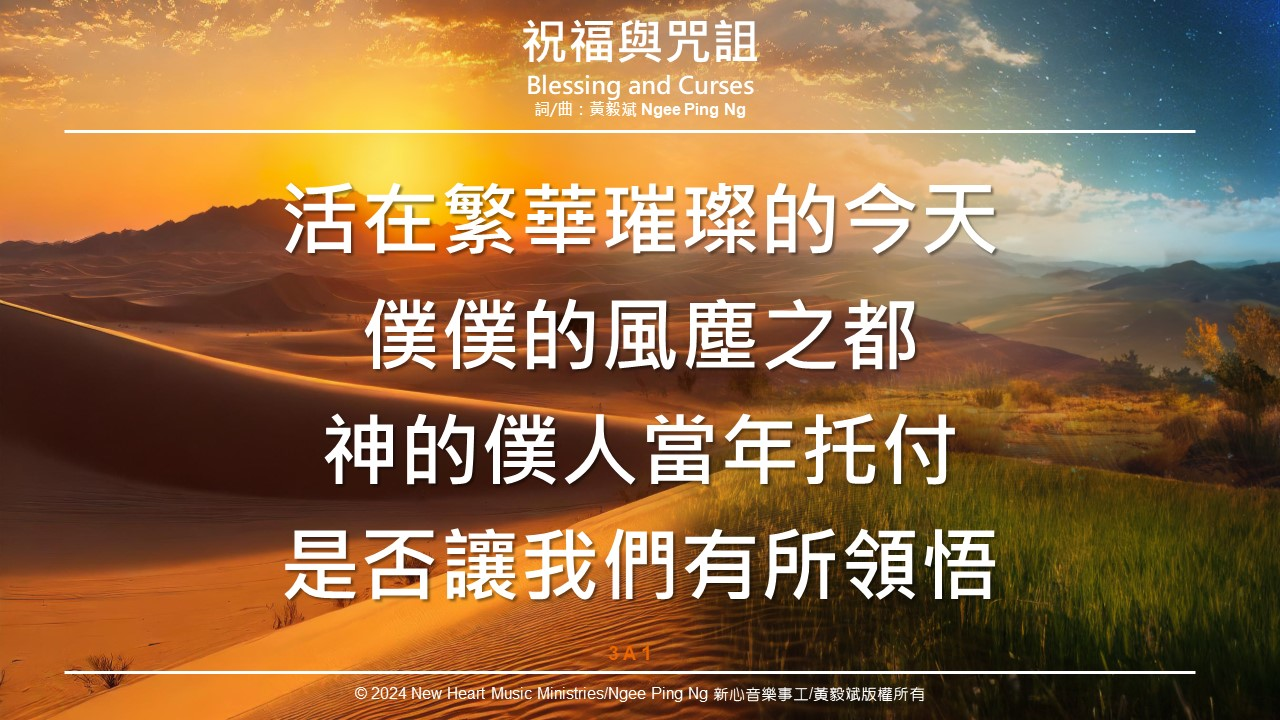 祝福與咒詛
Blessing and Curses
詞/曲：黃毅斌 Ngee Ping Ng
活在繁華璀璨的今天
僕僕的風塵之都
神的僕人當年托付
是否讓我們有所領悟
3A1
© 2024 New Heart Music Ministries/Ngee Ping Ng 新心音樂事工/黃毅斌版權所有